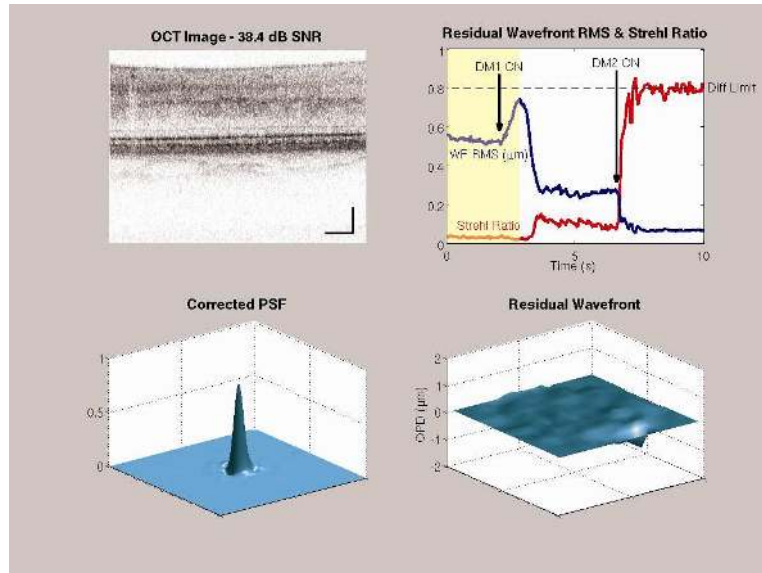 OCT Image - 38.4 dB SNR
Residual Wavefront RMS & Strehl Ratio
1
DM1 ON
DM2 ON
0.8
Diff Limit
0.6
WF RMS (μm)
0.4
0.2
Strehl Ratio
0
0
5
10
Time (s)
Corrected PSF
1
0.5
0
Residual Wavefront
2
1
0
-1
-2
OPD (μm)